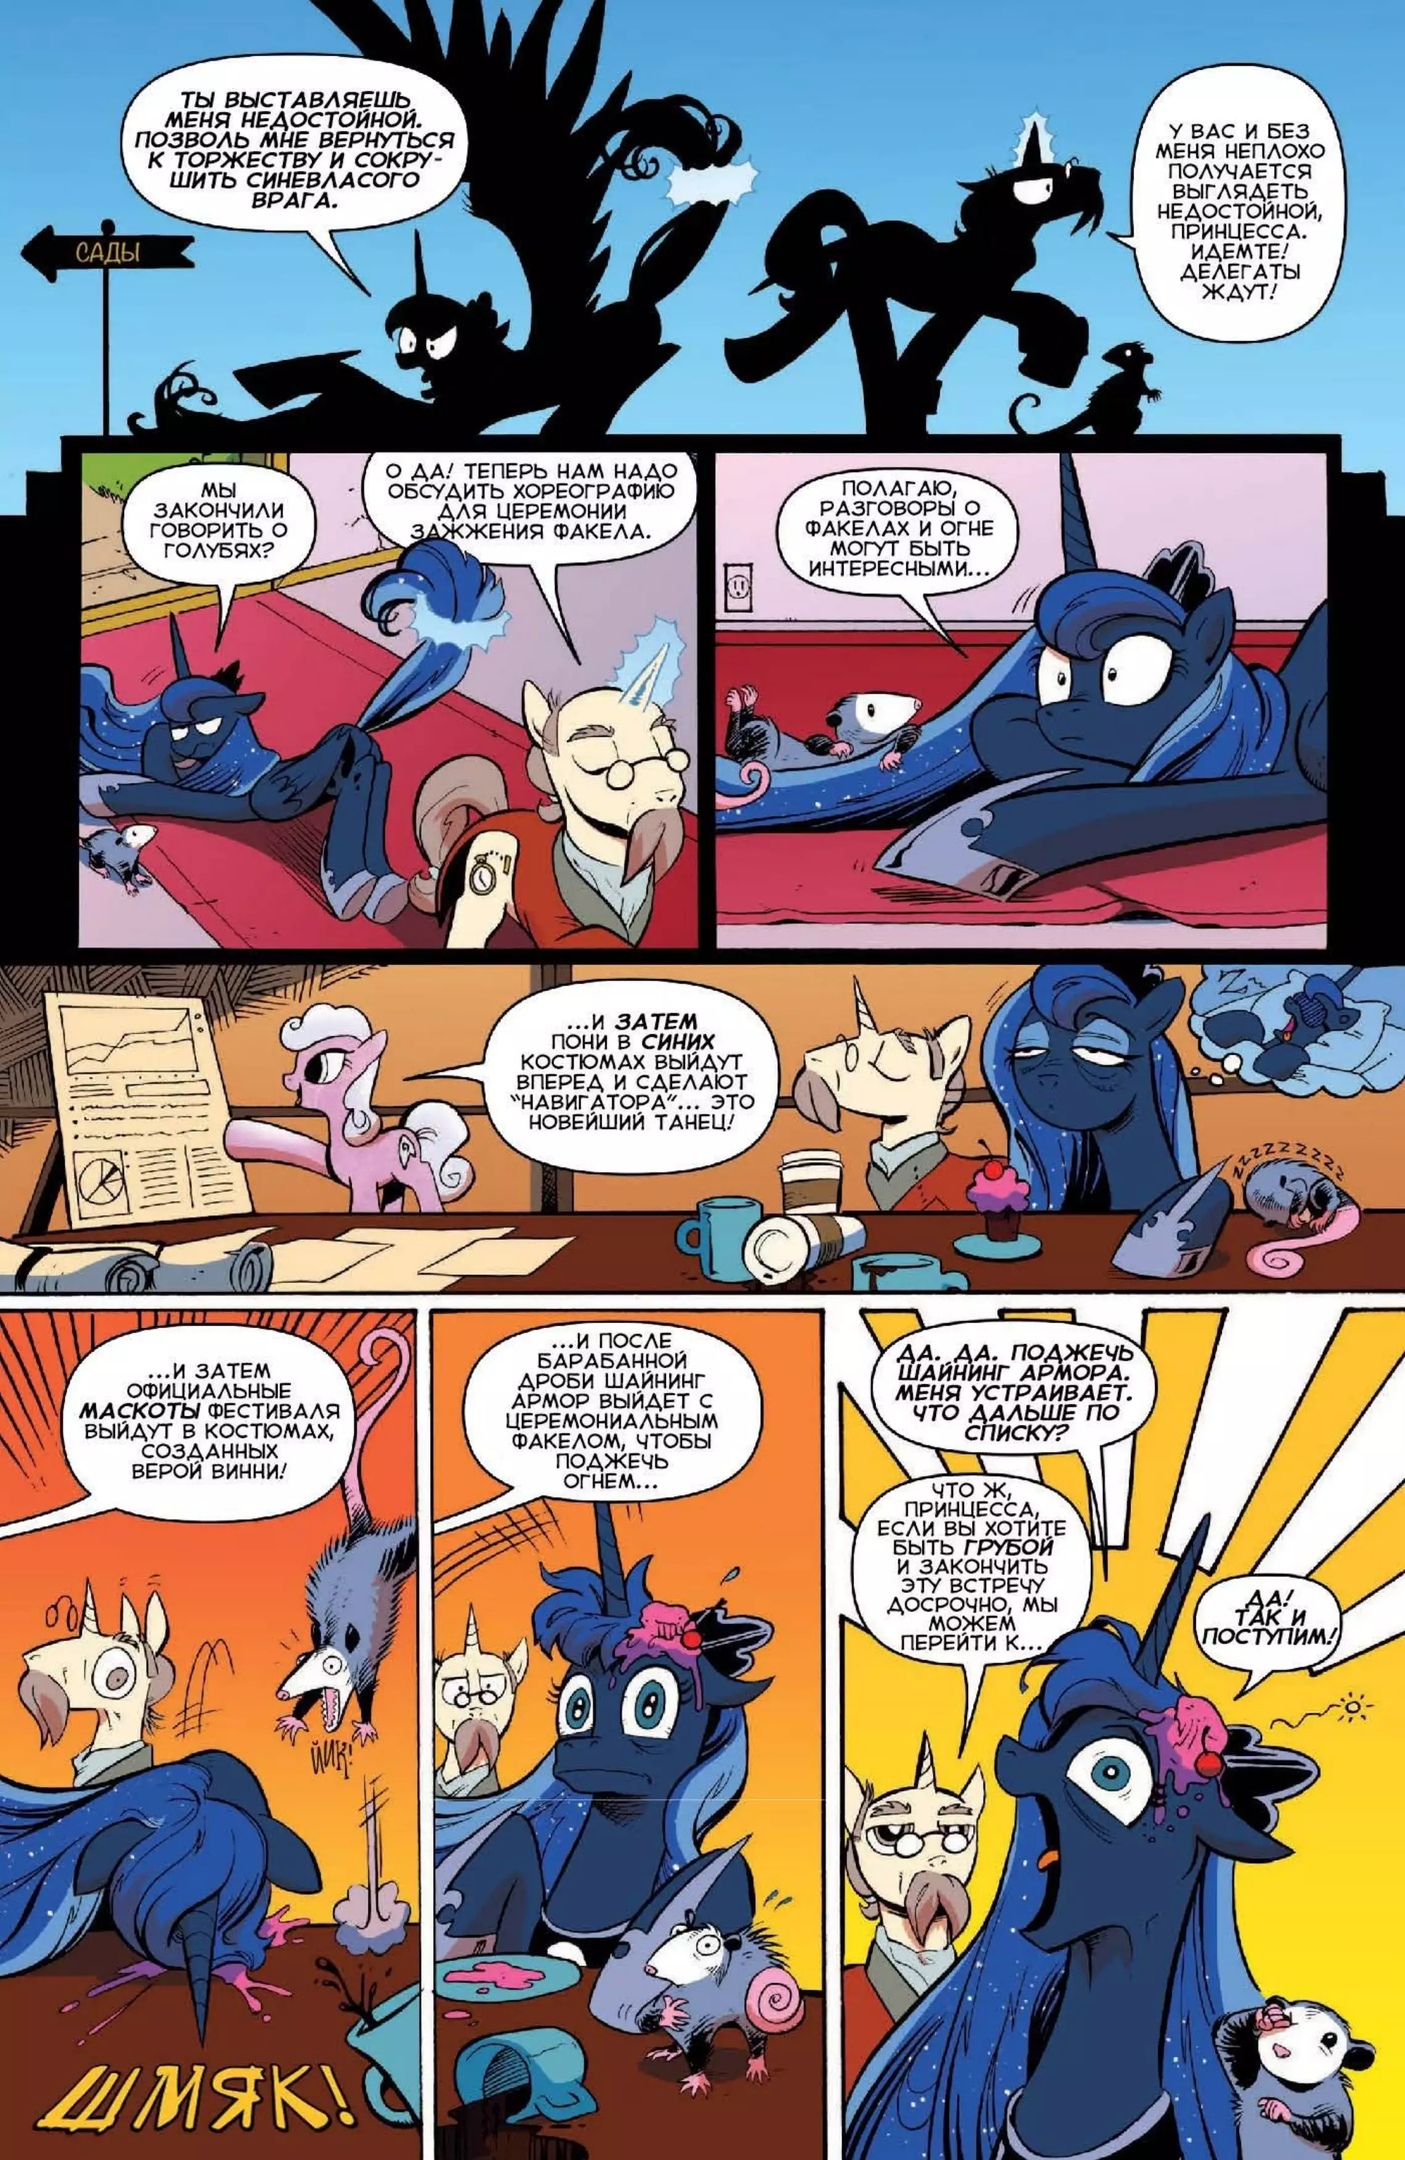 ТЫ ВЫСТАВЛЯЕШЬ
МЕНЯ НЕДОСТОЙНОЙ.
ПОЗВОЛЬ МНЕ ВЕРНУТЬСЯ
К ТОРЖЕСТВУ И СОКРУ-
ШИТЬ СИНЕВЛАСОГО
ВРАГА.
У ВАС И БЕЗ
МЕНЯ НЕПЛОХО
ПОЛУЧАЕТСЯ
ВЫГЛЯДЕТЬ
НЕДОСТОЙНОЙ,
ПРИНЦЕССА.
ИДЕМТЕ!
ДЕЛЕГАТЫ
ЖДУТ!
САДЫ
МЫ
ЗАКОНЧИЛИ
ГОВОРИТЬ О
ГОЛУБЯХ?
О ДА! ТЕПЕРЬ НАМ НАДО
ОБСУДИТЬ ХОРЕОГРАФИЮ
ДЛЯ ЦЕРЕМОНИИ
ЗАЖЖЕНИЯ ФАКЕЛА.
ПОЛАГАЮ,
РАЗГОВОРЫ О
ФАКЕЛАХ И ОГНЕ
МОГУТ БЫТЬ
ИНТЕРЕСНЫМИ...
...И ЗАТЕМ
ПОНИ В СИНИХ
КОСТЮМАХ ВЫЙДУТ
ВПЕРЕД И СДЕЛАЮТ
"НАВИГАТОРА"... ЭТО
НОВЕЙШИЙ ТАНЕЦ!
ZZZZZZZZZ
...И ЗАТЕМ
ОФИЦИАЛЬНЫЕ
МАСКОТЫ ФЕСТИВАЛЯ
ВЫЙДУТ В КОСТЮМАХ,
СОЗДАННЫХ
ВЕРОЙ ВИННИ!
ЙИК!
ШМЯК!
...И ПОСЛЕ
БАРАБАННОЙ
ДРОБИ ШАЙНИНГ
АРМОР ВЫЙДЕТ С
ЦЕРЕМОНИАЛЬНЫМ
ФАКЕЛОМ, ЧТОБЫ
ПОДЖЕЧЬ
ОГНЕМ...
ДА. ДА. ПОДЖЕЧЬ
ШАЙНИНГ АРМОРА.
МЕНЯ УСТРАИВАЕТ.
ЧТО ДАЛЬШЕ ПО
СПИСКУ?
ЧТО Ж,
ПРИНЦЕССА,
ЕСЛИ ВЫ ХОТИТЕ
БЫТЬ ГРУБОЙ
И ЗАКОНЧИТЬ
ЭТУ ВСТРЕЧУ
ДОСРОЧНО, МЫ
МОЖЕМ
ПЕРЕЙТИ К...
ДА!
ТАК И
ПОСТУПИМ!